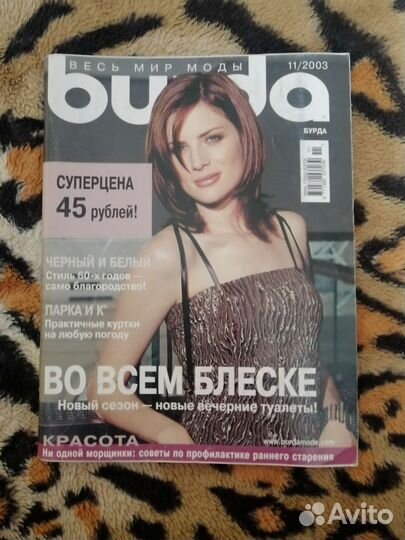 ВЕСЬ МИР МОДЫ
11/2003
burda
БУРДА
СУПЕРЦЕНА
45 рублей!
ЧЕРНЫЙ И БЕЛЫЙ
Стиль 60-х годов –
само благородство!
ПАРКА И К°
Практичные куртки
на любую погоду
ВО ВСЕМ БЛЕСКЕ
Новый сезон – новые вечерние туалеты!
КРАСОТА
www.burdamode.com
Ни одной морщинки: советы по профилактике раннего старения
Avito